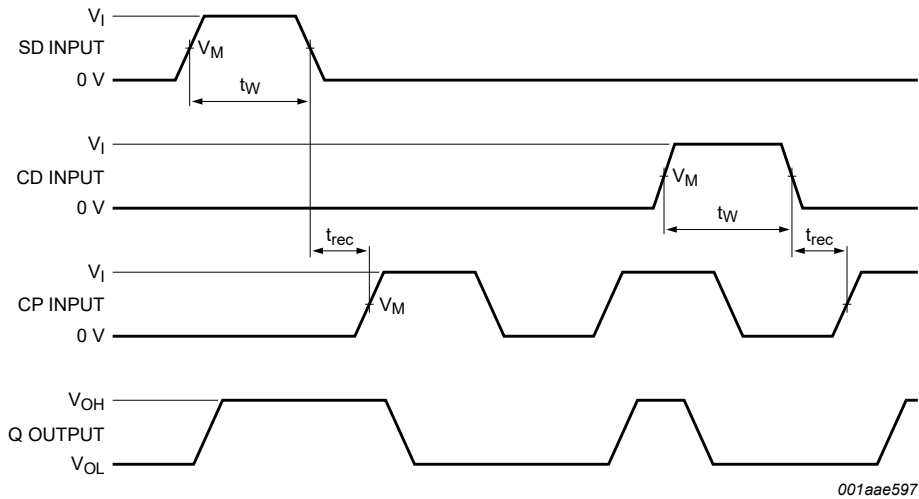 VI
SD INPUT
VM
0 V
tW
VI
CD INPUT
VM
0 V
tW
trec
trec
VI
CP INPUT
VM
0 V
VOH
Q OUTPUT
VOL
001aae597